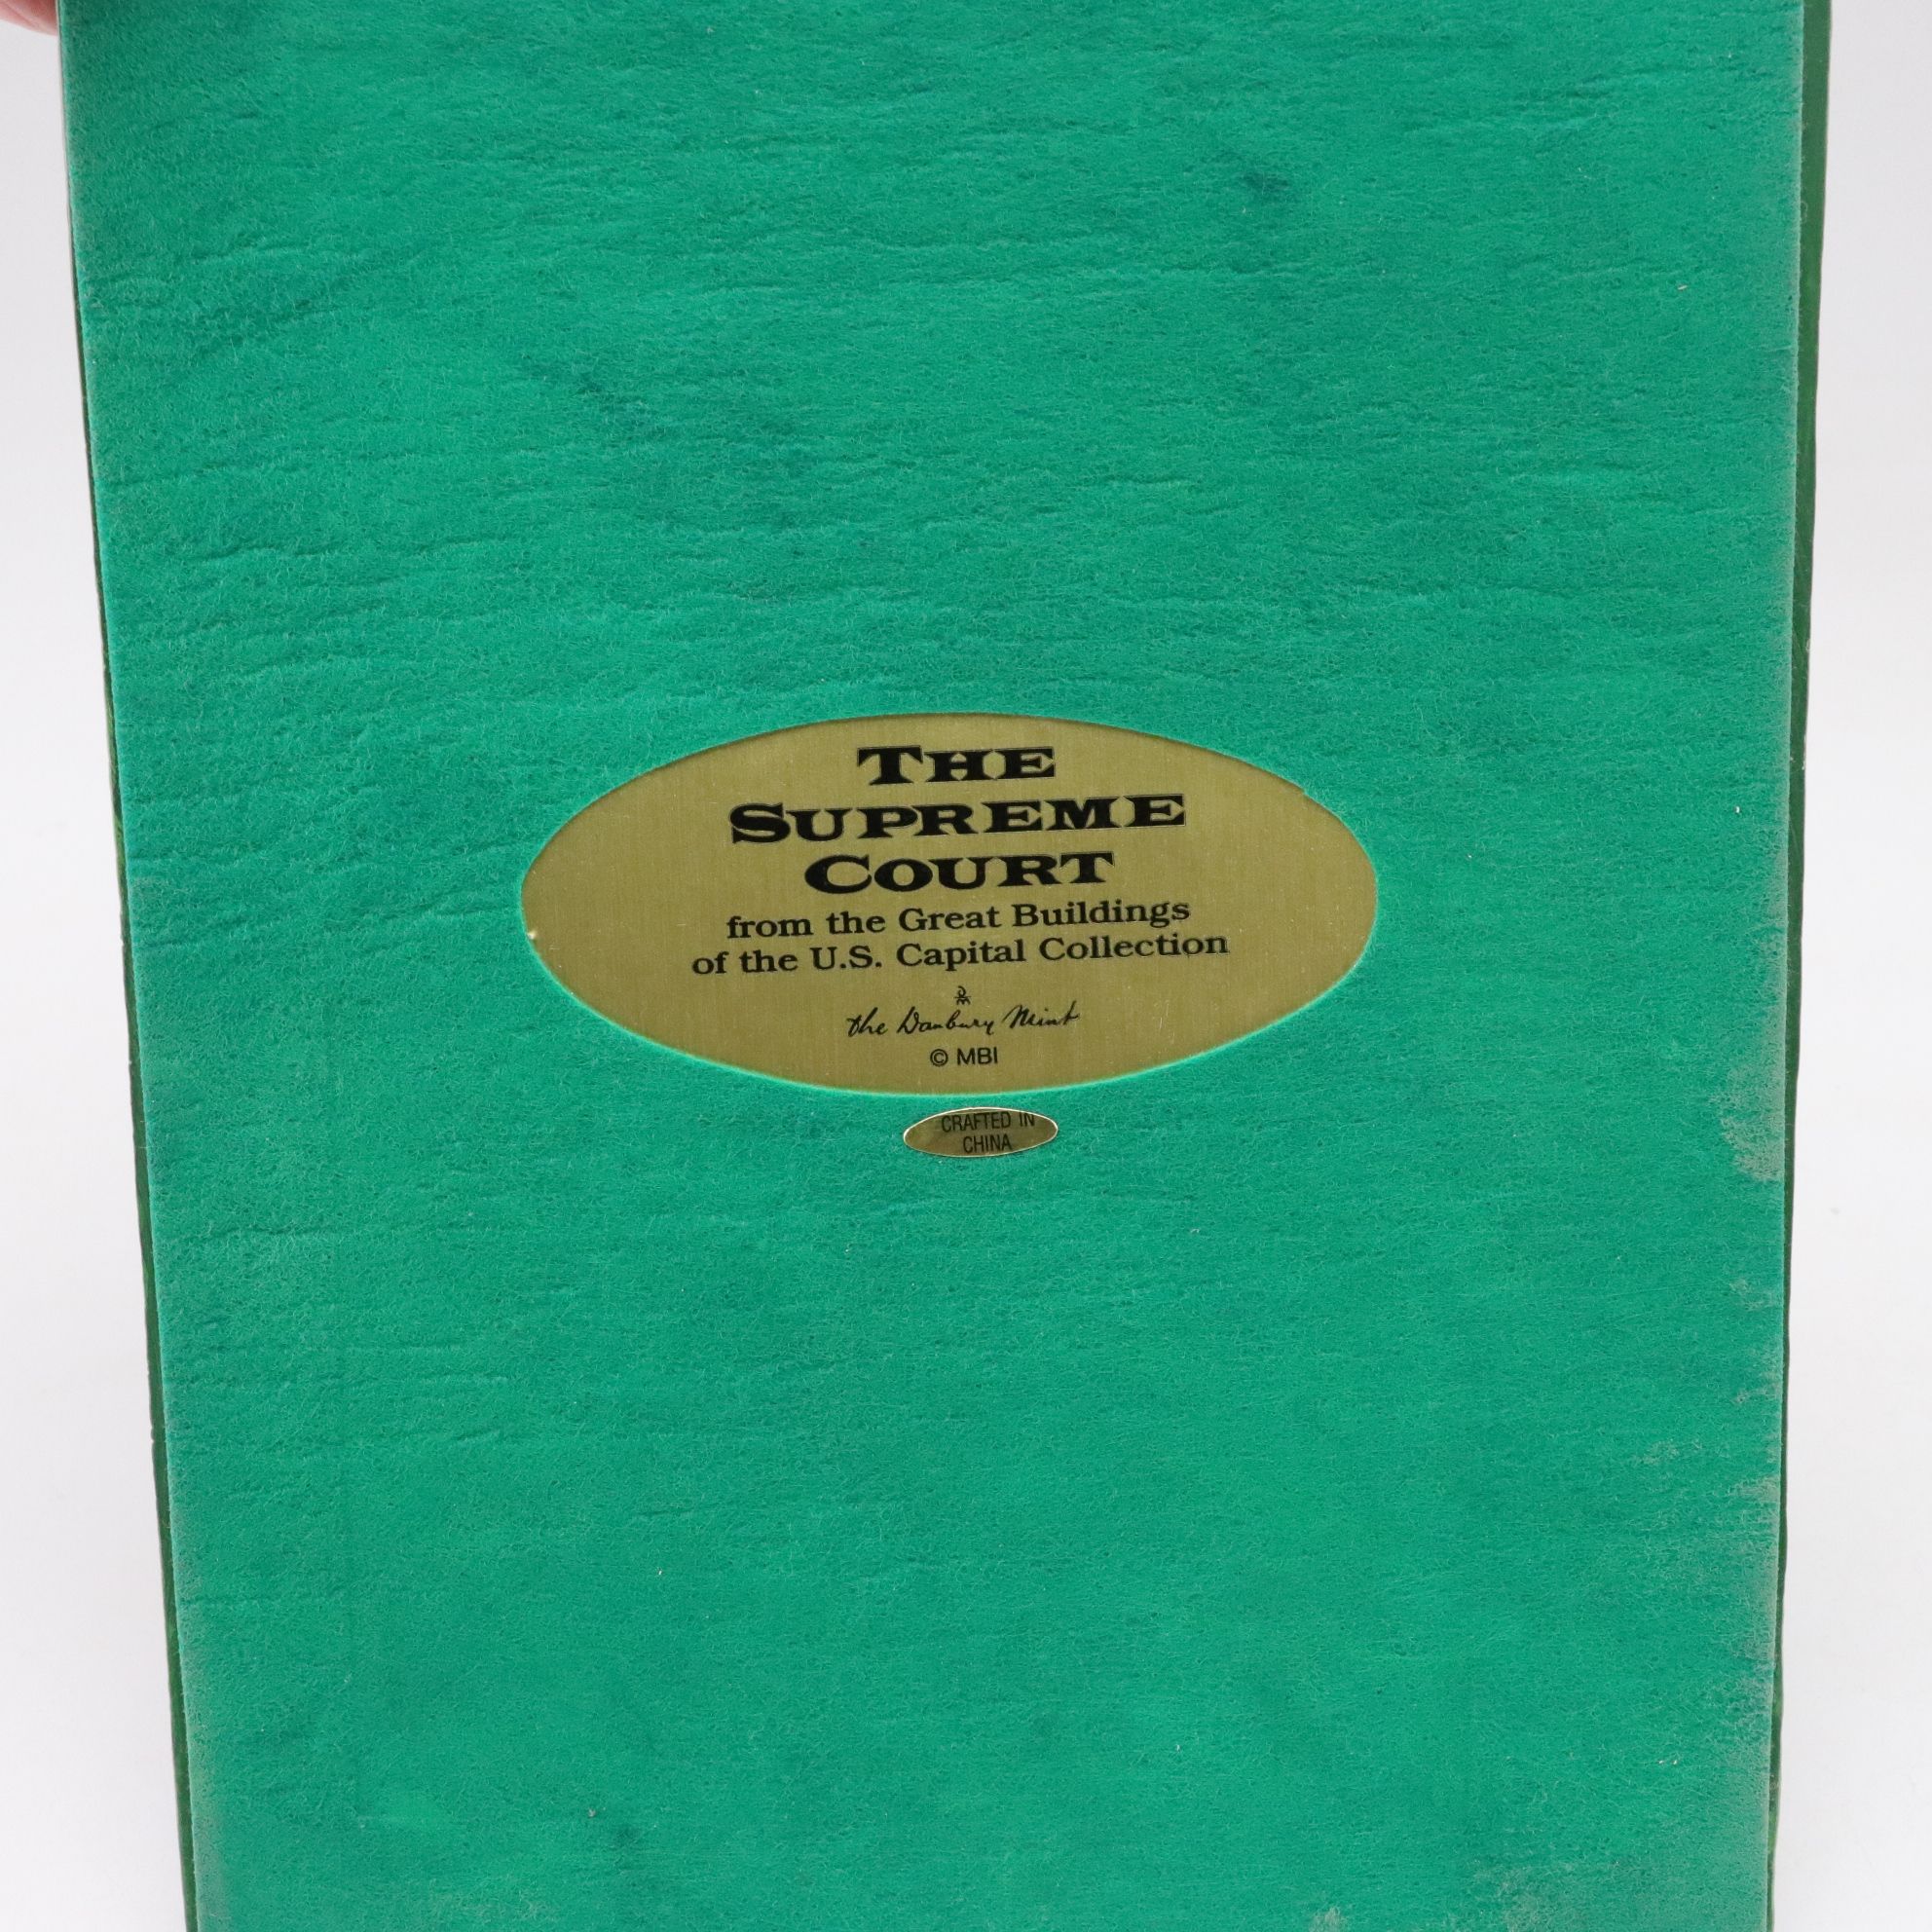 THE
SUPREME
COURT
from the Great Buildings
of the U.S. Capital Collection
the Danbury Mint
© MBI
CRAFTED IN
CHINA